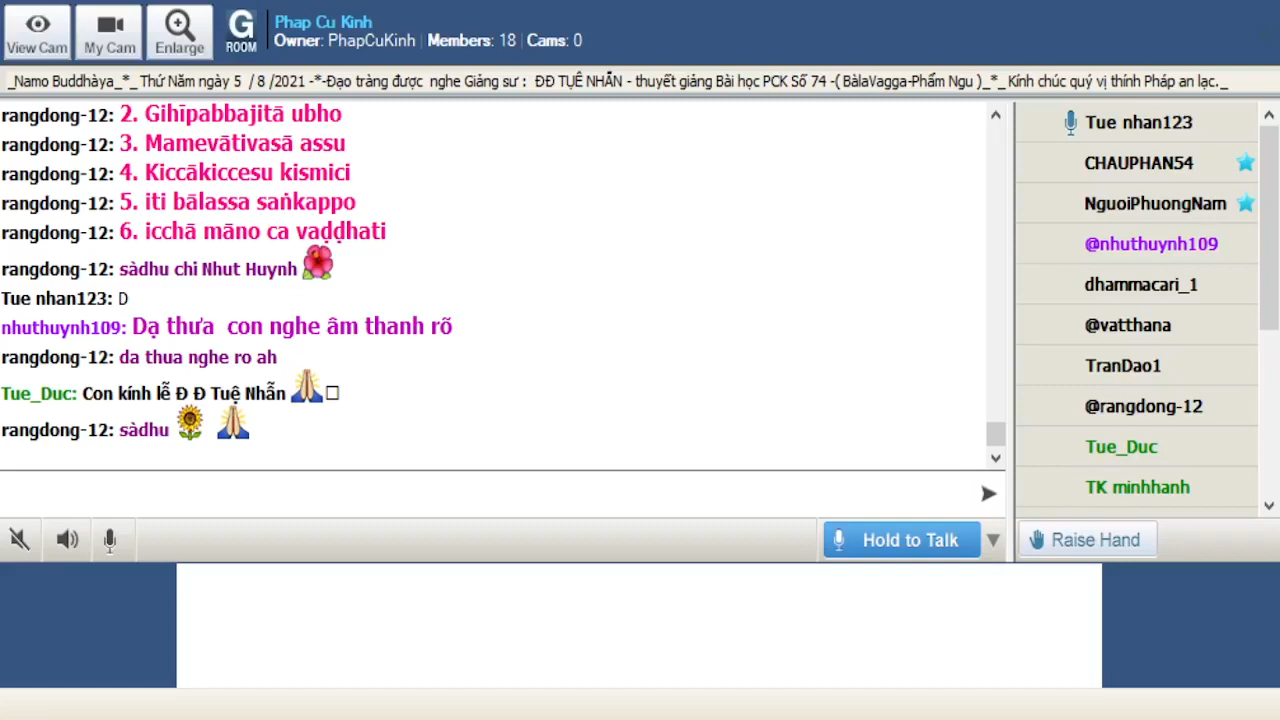 View Cam
My Cam
Enlarge
G
ROOM
Phap Cu Kinh
Owner: PhapCuKinh Members: 18 Cams: 0
_Namo Buddhàya_*_ Thứ Năm ngày 5 / 8 /2021 -*-Đạo tràng được nghe Giảng sư : ĐĐ TUỆ NHẪN - thuyết giảng Bài học PCK Số 74 -( BàlaVagga-Phẩm Ngu )_*_ Kính chúc quý vị thính Pháp an lạc._
rangdong-12: 2. Gihīpabbajitā ubho
rangdong-12: 3. Mamevātivasā assu
rangdong-12: 4. Kiccākiccesu kismici
rangdong-12: 5. iti bālassa saṅkappo
rangdong-12: 6. icchā māno ca vaḍḍhati
rangdong-12: sàdhu chi Nhut Huynh
Tue nhan123: D
nhuthuynh109: Dạ thưa con nghe âm thanh rõ
rangdong-12: da thua nghe ro ah
Tue_Duc: Con kính lễ Đ Đ Tuệ Nhẫn
rangdong-12: sàdhu
Tue nhan123
CHAUPHAN54
NguoiPhuongNam
@nhuthuynh109
dhammacari_1
@vatthana
TranDao1
@rangdong-12
Tue_Duc
TK minhhanh
Hold to Talk
Raise Hand